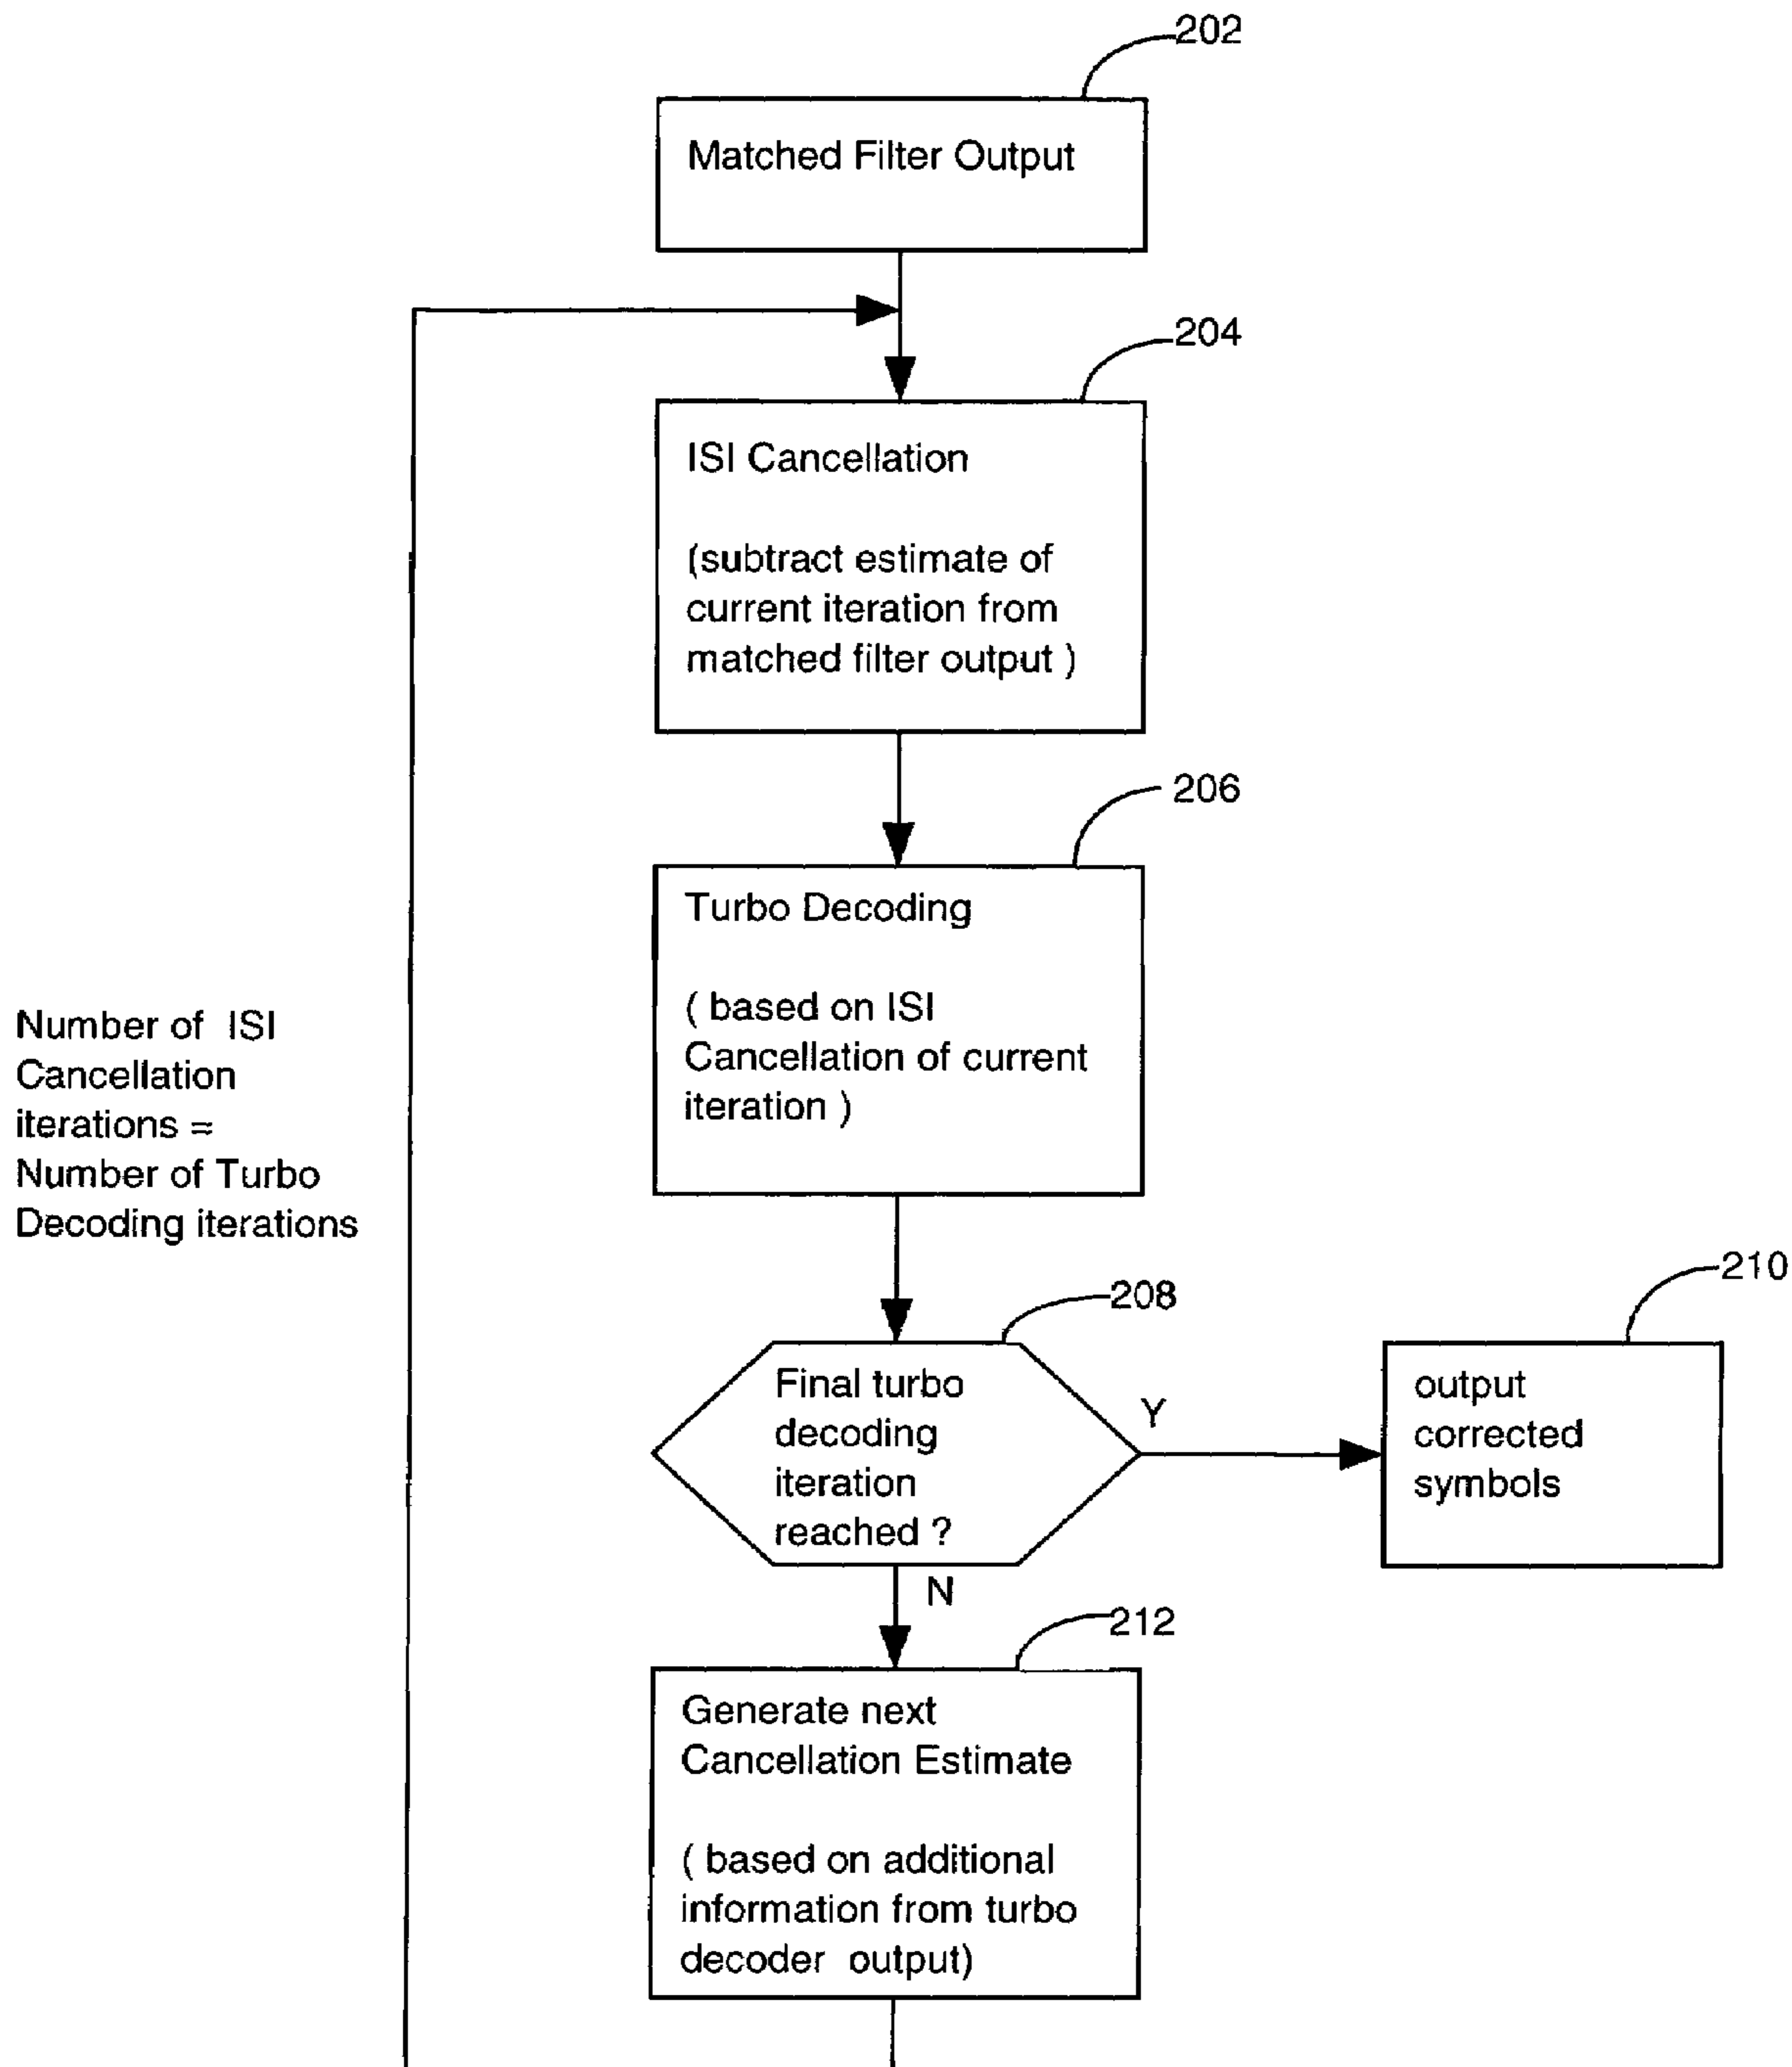 202
Matched Filter Output
204
ISI Cancellation
(subtract estimate of
current iteration from
matched filter output )
206
Turbo Decoding
( based on ISI
Cancellation of current
iteration )
Number of ISI
Cancellation
iterations =
Number of Turbo
Decoding iterations
208
Final turbo
decoding
iteration
reached ?
Y
210
output
corrected
symbols
N
212
Generate next
Cancellation Estimate
( based on additional
information from turbo
decoder output)